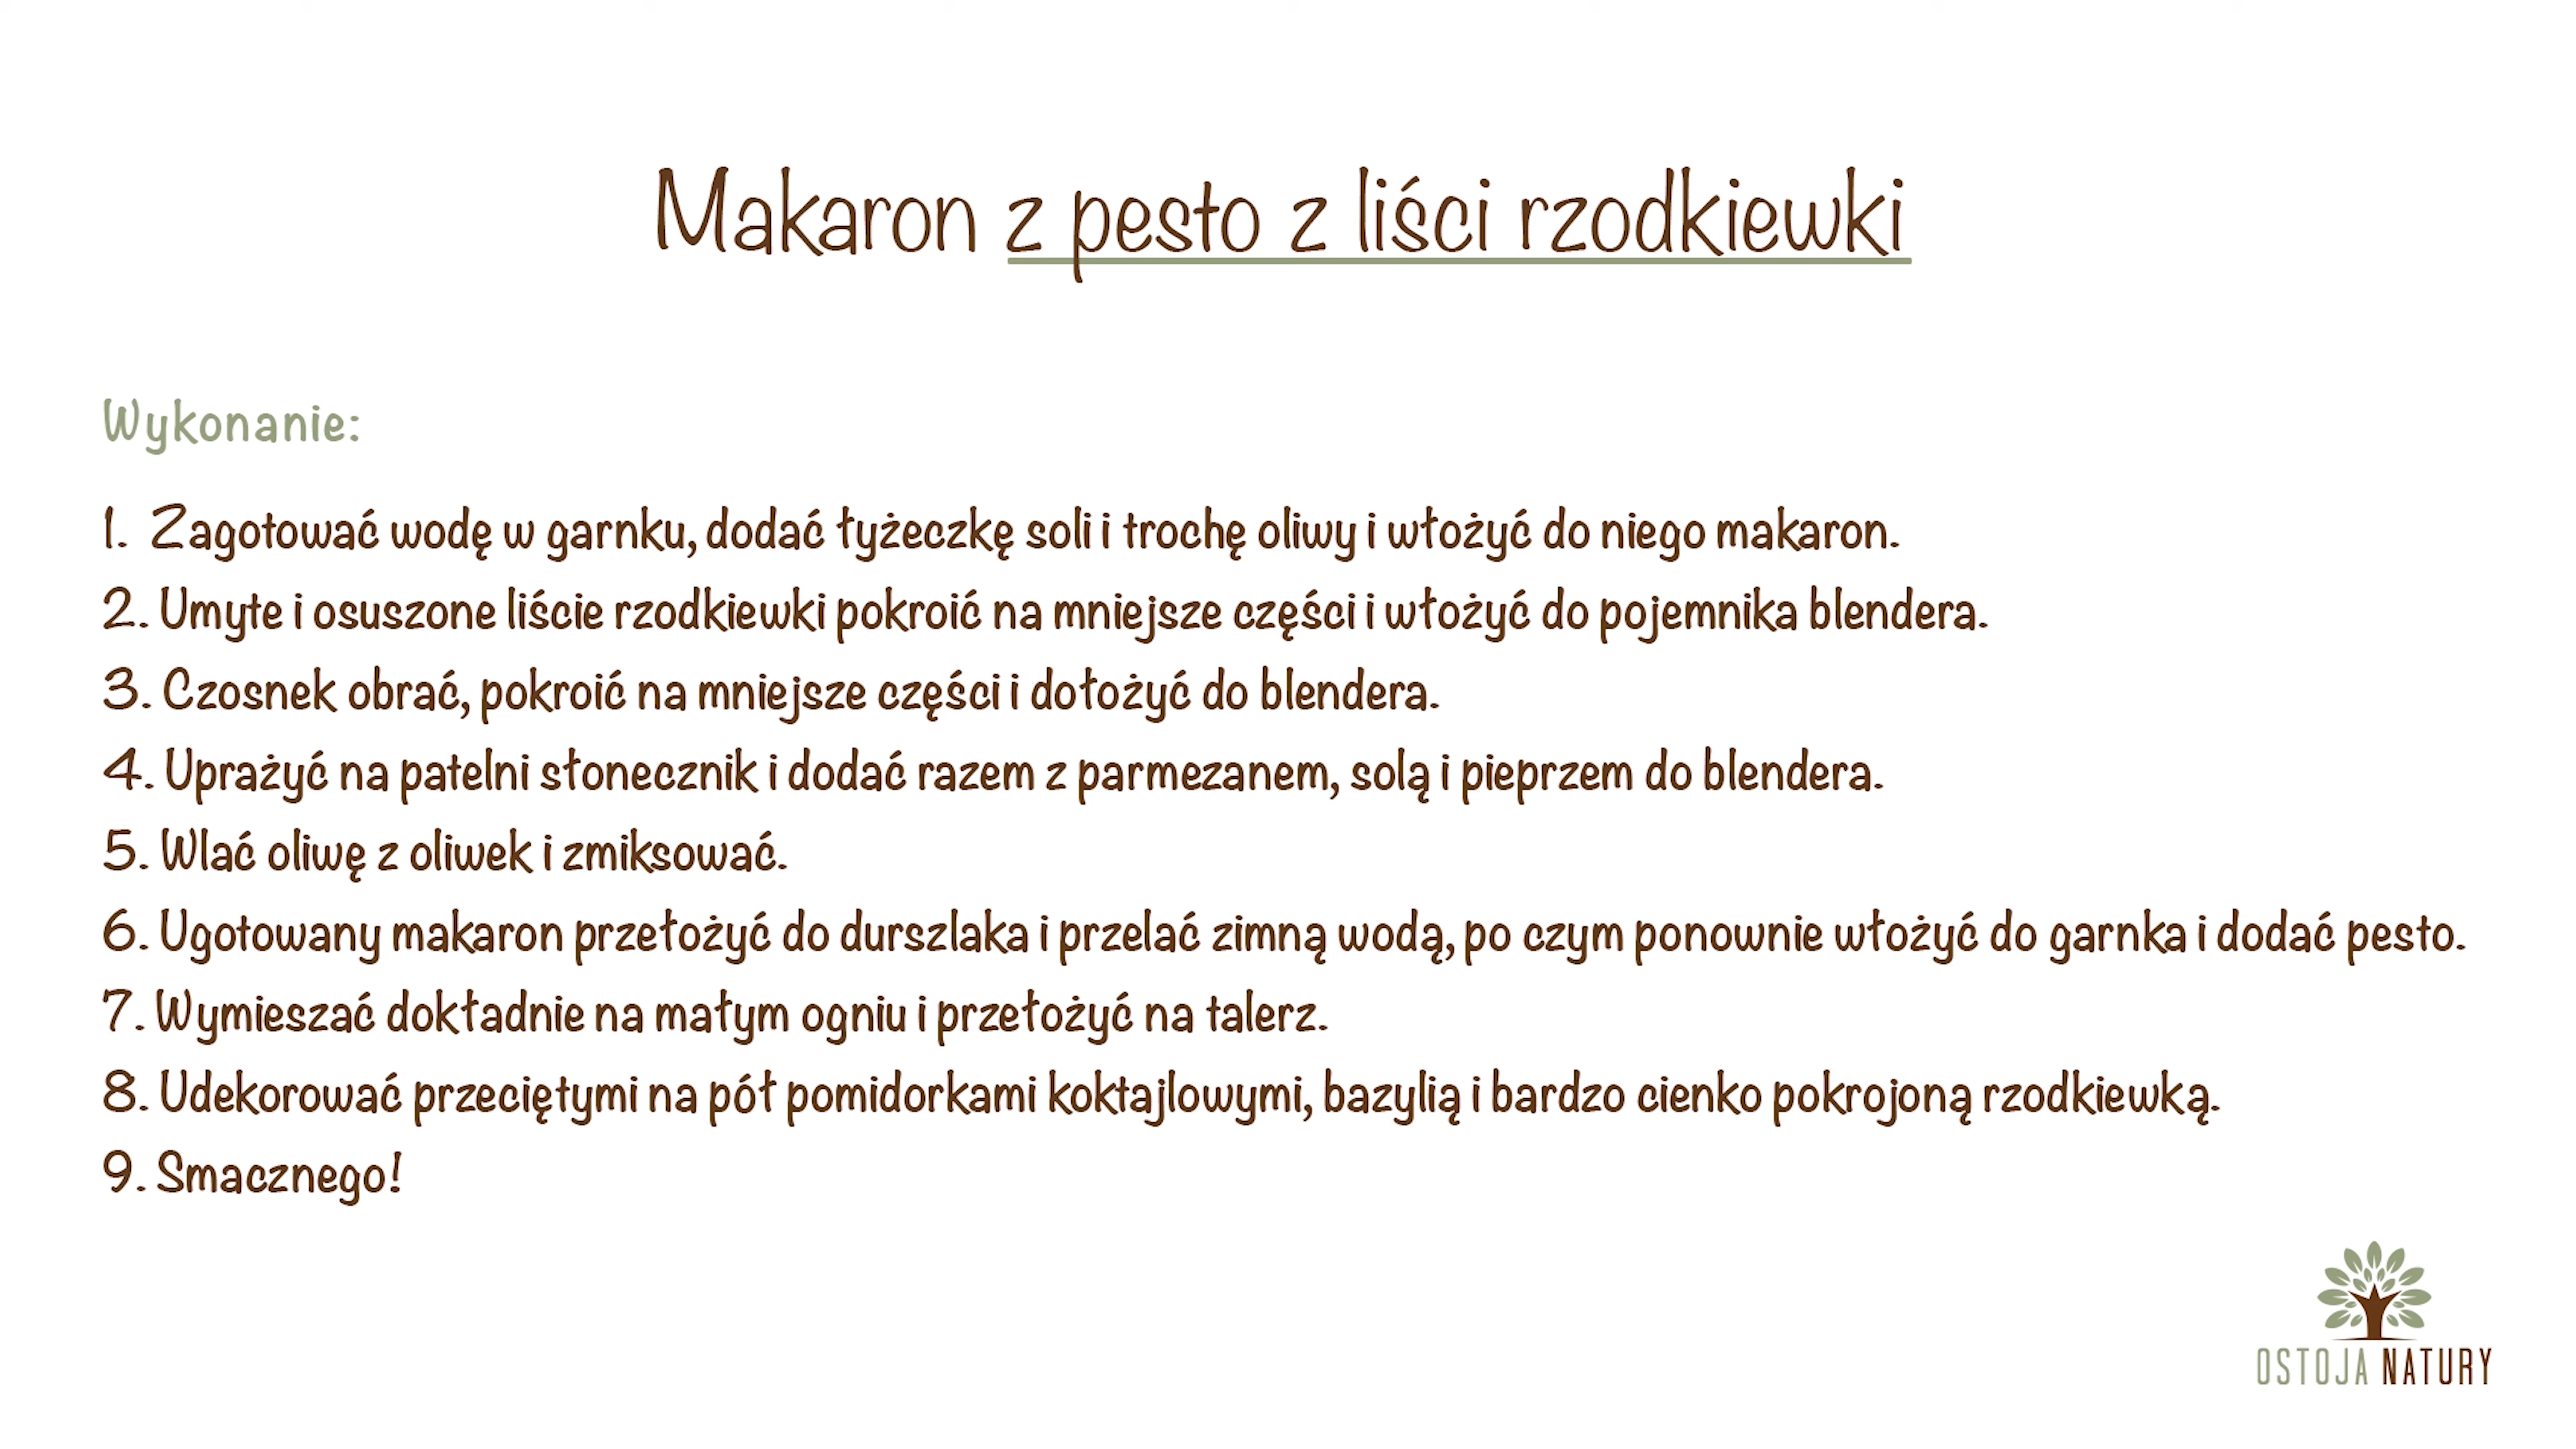 Makaron z pesto z liści rzodkiewki
Wykonanie:
1. Zagotować wodę w garnku, dodać łyżeczkę soli i trochę oliwy i włożyć do niego makaron.
2. Umyte i osuszone liście rzodkiewki pokroić na mniejsze części i włożyć do pojemnika blendera.
3. Czosnek obrać, pokroić na mniejsze części i dołożyć do blendera.
4. Uprażyć na patelni słonecznik i dodać razem z parmezanem, solą i pieprzem do blendera.
5. Wlać oliwę z oliwek i zmiksować.
6. Ugotowany makaron przełożyć do durszlaka i przelać zimną wodą, po czym ponownie włożyć do garnka i dodać pesto.
7. Wymieszać dokładnie na małym ogniu i przełożyć na talerz.
8. Udekorować przeciętymi na pół pomidorkami koktajlowymi, bazylią i bardzo cienko pokrojoną rzodkiewką.
9. Smacznego!
OSTOJA NATURY